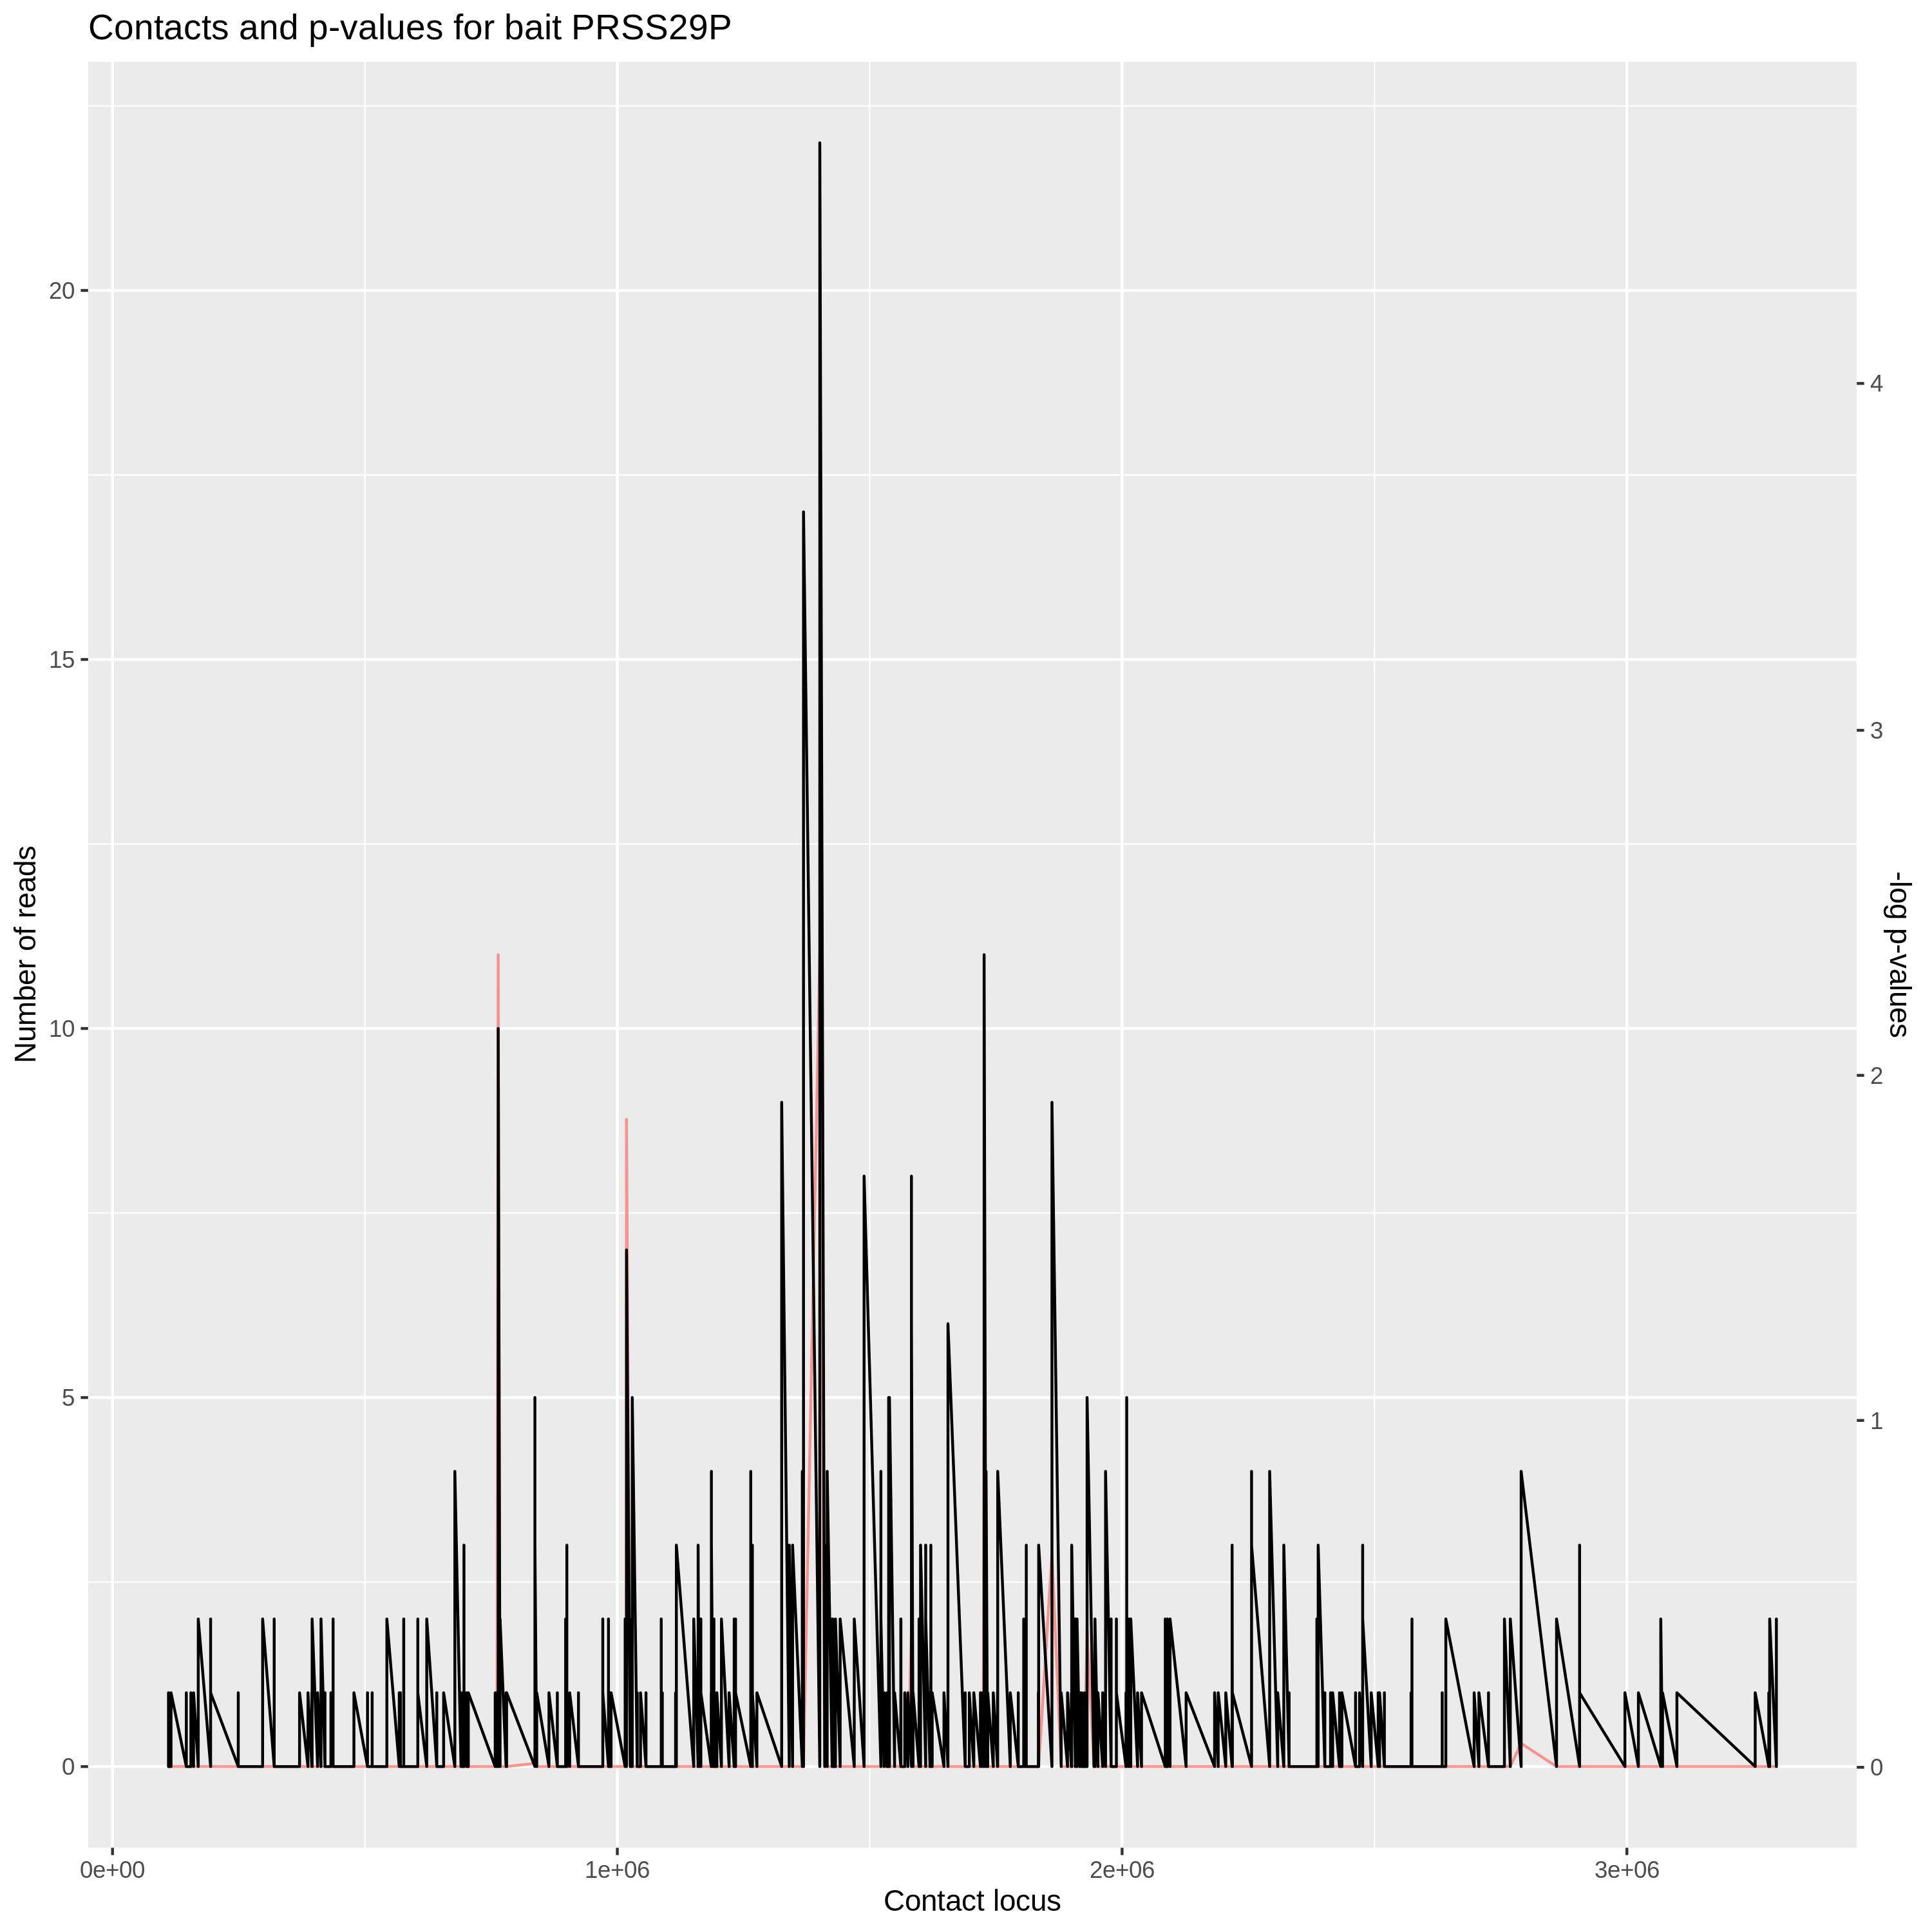 Contacts and p-values for bait PRSS29P
20
15
10
5
0
Number of reads
4
3
2
1
0
-log p-values
0e+00
1e+06
2e+06
3e+06
Contact locus